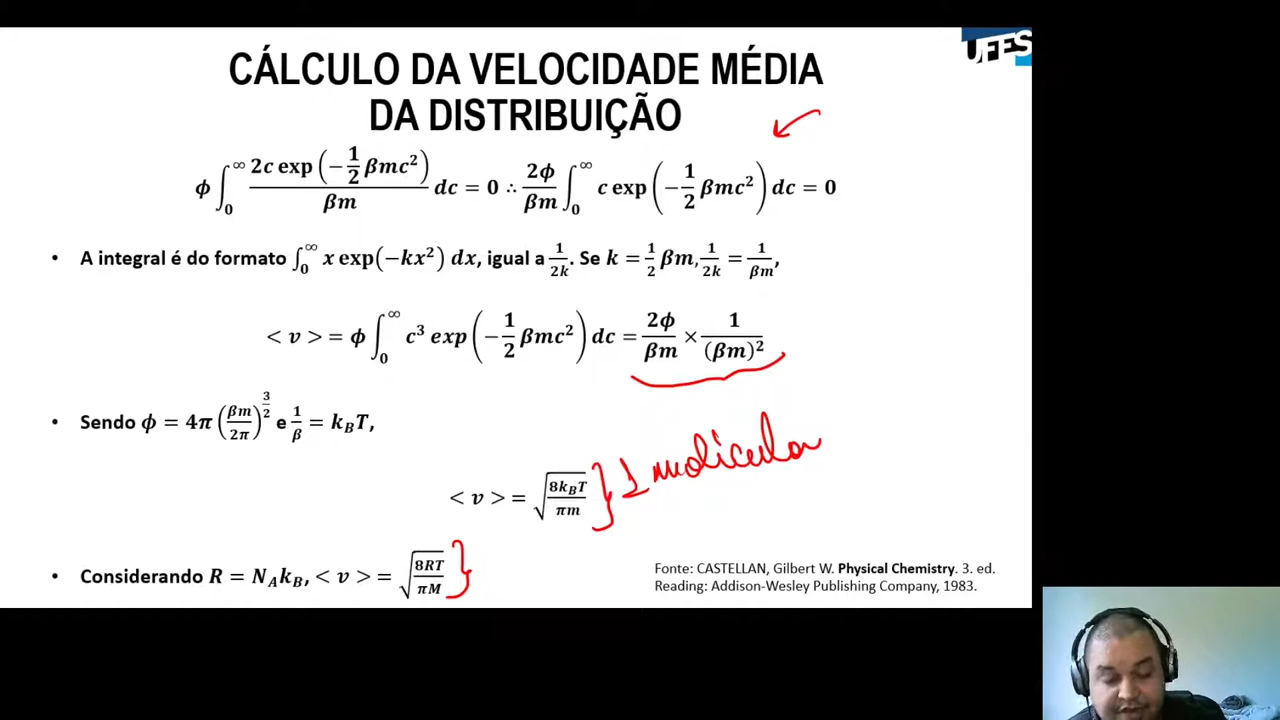 UFES
CÁLCULO DA VELOCIDADE MÉDIA
DA DISTRIBUIÇÃO
ϕ ∫₀^∞ (2c exp(−½βmc²))/(βm) dc = 0 ∴ (2ϕ)/(βm) ∫₀^∞ c exp(−½βmc²) dc = 0
• A integral é do formato ∫₀^∞ x exp(−kx²) dx, igual a 1/(2k). Se k = ½βm, 1/(2k) = 1/(βm),
< v > = ϕ ∫₀^∞ c³ exp(−½βmc²) dc = (2ϕ)/(βm) × 1/(βm)²
• Sendo ϕ = 4π(βm/2π)^(3/2) e 1/β = k_BT,
< v > = √(8k_BT/πm) } 1 molicula
• Considerando R = N_Ak_B, < v > = √(8RT/πM) }
Fonte: CASTELLAN, Gilbert W. Physical Chemistry. 3. ed.
Reading: Addison-Wesley Publishing Company, 1983.